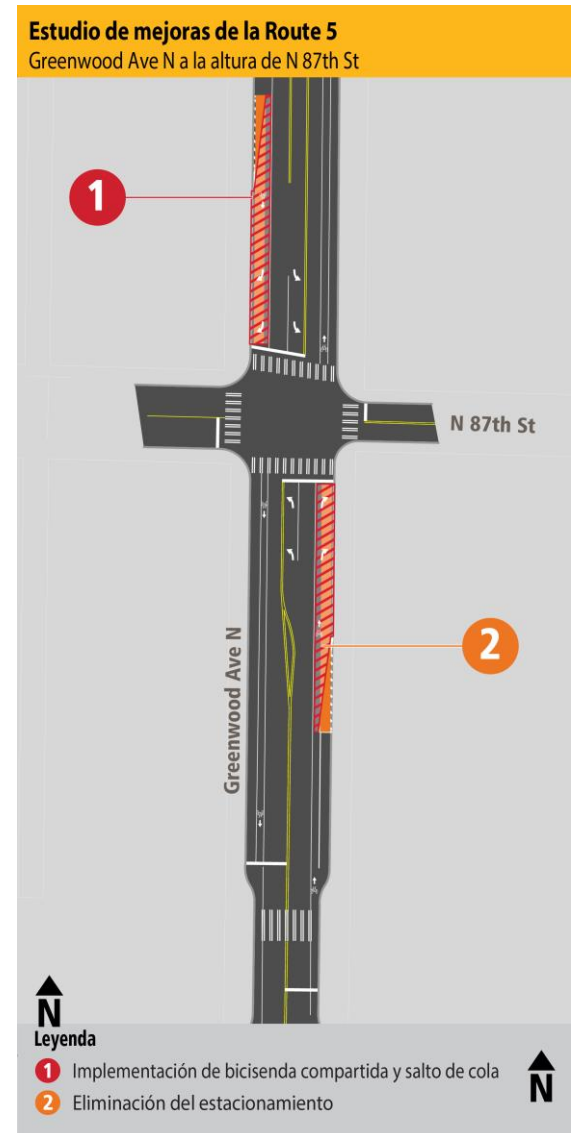 Estudio de mejoras de la Route 5
Greenwood Ave N a la altura de N 87th St
1
N 87th St
2
Greenwood Ave N
N
Leyenda
1 Implementación de bicisenda compartida y salto de cola
2 Eliminación del estacionamiento
N